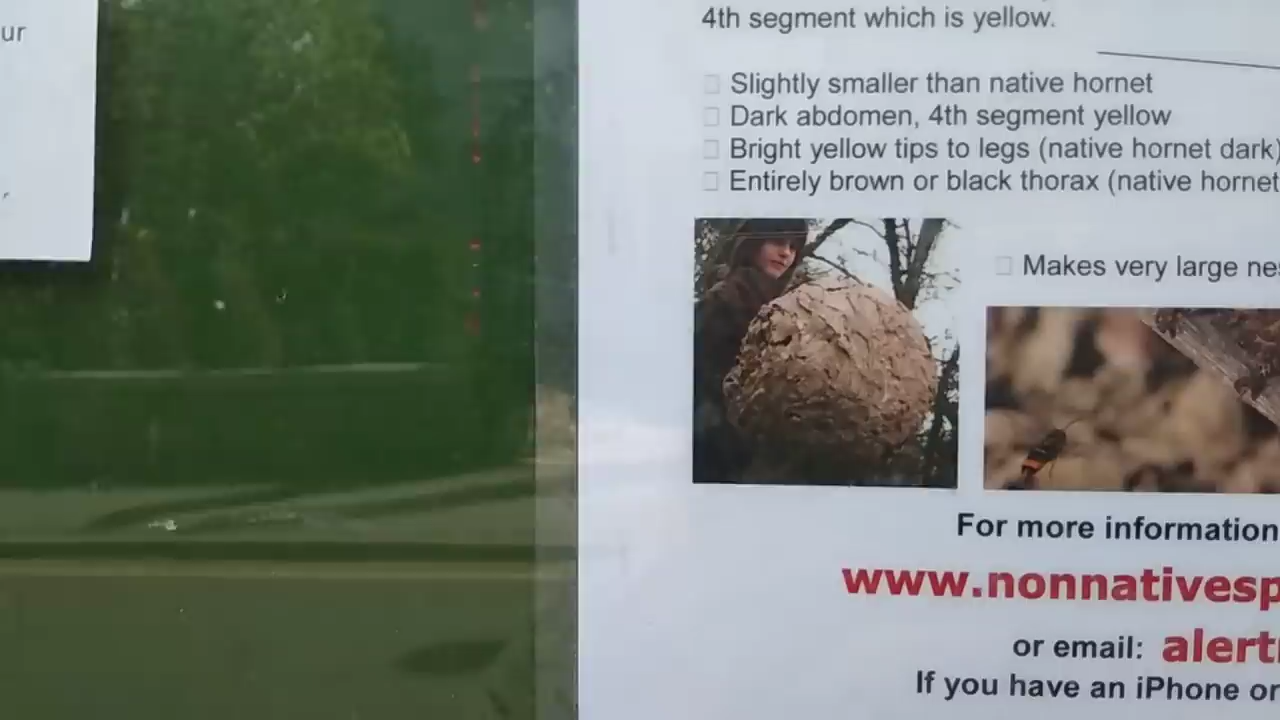 ur
4th segment which is yellow.
Slightly smaller than native hornet
Dark abdomen, 4th segment yellow
Bright yellow tips to legs (native hornet dark)
Entirely brown or black thorax (native hornet
Makes very large ne
For more information
www.nonnativesp
or email: alert
If you have an iPhone or